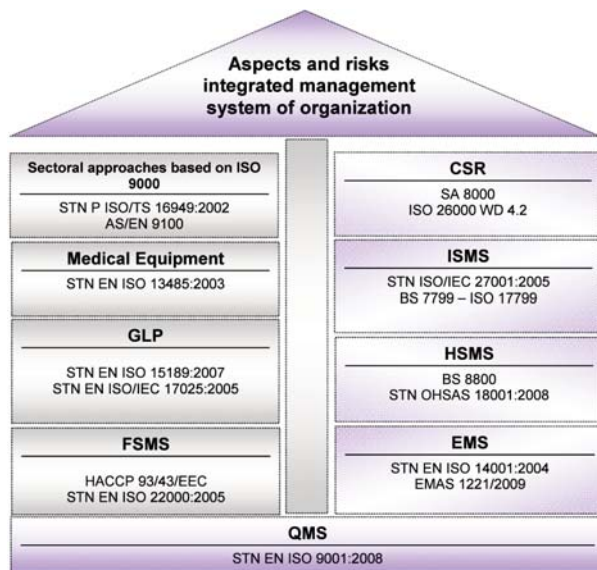 Aspects and risks
integrated management
system of organization
Sectoral approaches based on ISO
9000
STN P ISO/TS 16949:2002
AS/EN 9100
Medical Equipment
STN EN ISO 13485:2003
GLP
STN EN ISO 15189:2007
STN EN ISO/IEC 17025:2005
FSMS
HACCP 93/43/EEC
STN EN ISO 22000:2005
CSR
SA 8000
ISO 26000 WD 4.2
ISMS
STN ISO/IEC 27001:2005
BS 7799 – ISO 17799
HSMS
BS 8800
STN OHSAS 18001:2008
EMS
STN EN ISO 14001:2004
EMAS 1221/2009
QMS
STN EN ISO 9001:2008